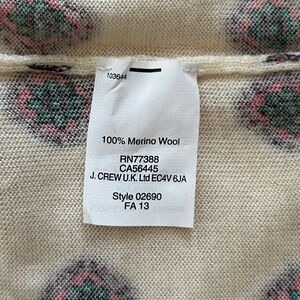 103644
100% Merino Wool
RN77388
CA56445
J. CREW U.K. Ltd EC4V 6JA
Style 02690
FA 13